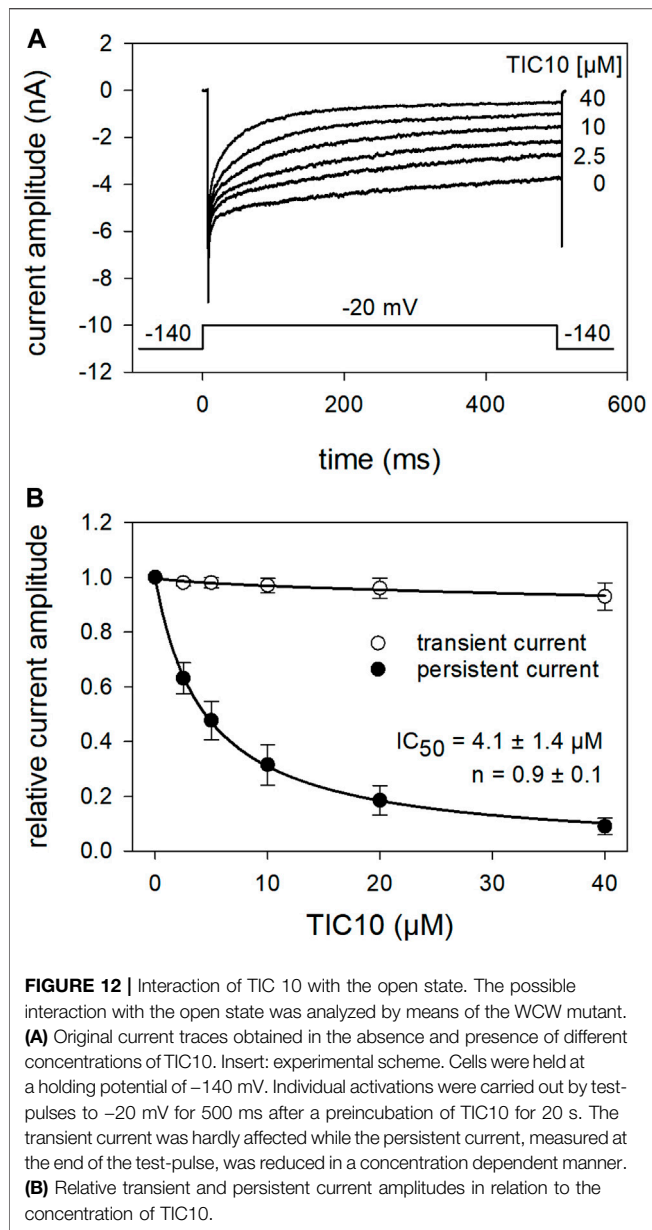 A
2
0
-2
-4
-6
-8
-10
-12
current amplitude (nA)
TIC10 [µM]
40
10
2.5
0
-20 mV
-140
-140
0
200
400
600
time (ms)
B
1.2
1.0
0.8
0.6
0.4
0.2
0.0
relative current amplitude
transient current
persistent current
IC50 = 4.1 ± 1.4 µM
n = 0.9 ± 0.1
0
10
20
30
40
TIC10 (µM)
FIGURE 12 | Interaction of TIC 10 with the open state. The possible
interaction with the open state was analyzed by means of the WCW mutant.
(A) Original current traces obtained in the absence and presence of different
concentrations of TIC10. Insert: experimental scheme. Cells were held at
a holding potential of −140 mV. Individual activations were carried out by test-
pulses to −20 mV for 500 ms after a preincubation of TIC10 for 20 s. The
transient current was hardly affected while the persistent current, measured at
the end of the test-pulse, was reduced in a concentration dependent manner.
(B) Relative transient and persistent current amplitudes in relation to the
concentration of TIC10.